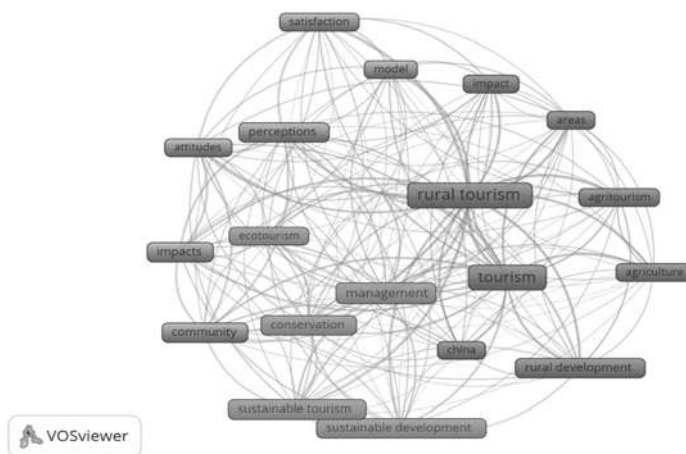 satisfaction
model
impact
areas
perceptions
attitudes
rural tourism
agritourism
ecotourism
impacts
tourism
agriculture
management
conservation
community
china
rural development
sustainable tourism
sustainable development
VOSviewer